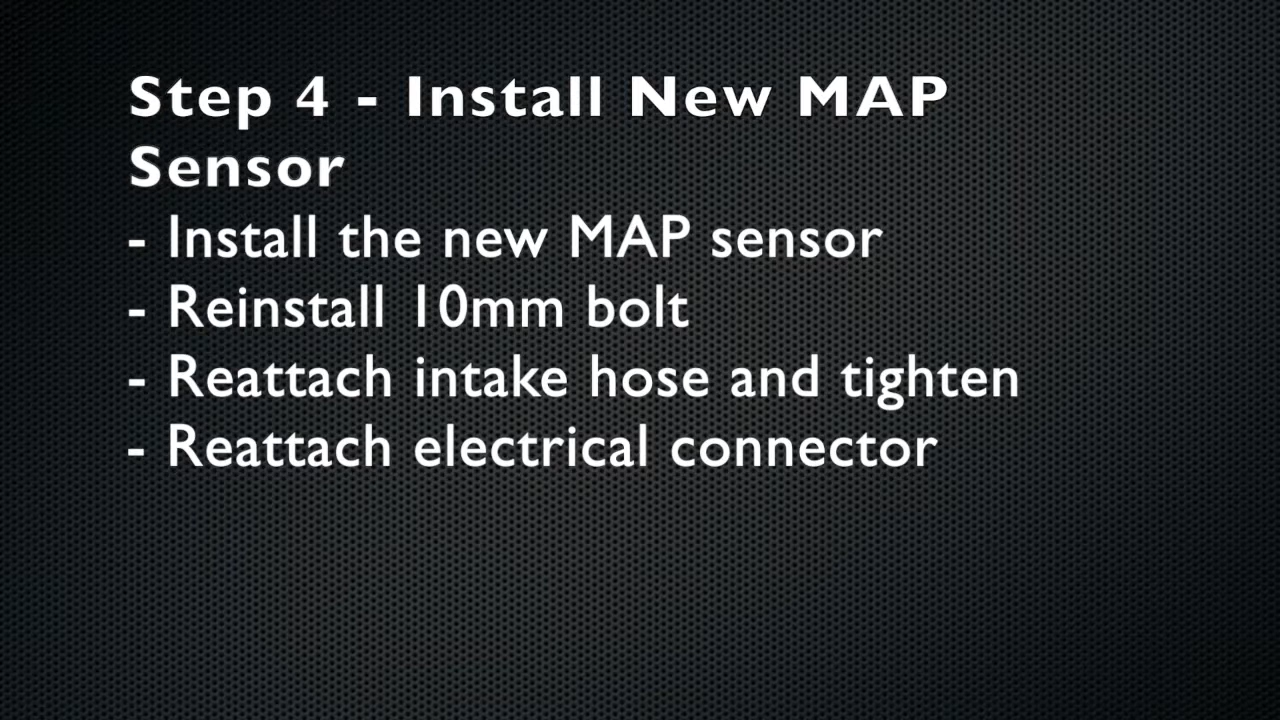 Step 4 - Install New MAP
Sensor
- Install the new MAP sensor
- Reinstall 10mm bolt
- Reattach intake hose and tighten
- Reattach electrical connector